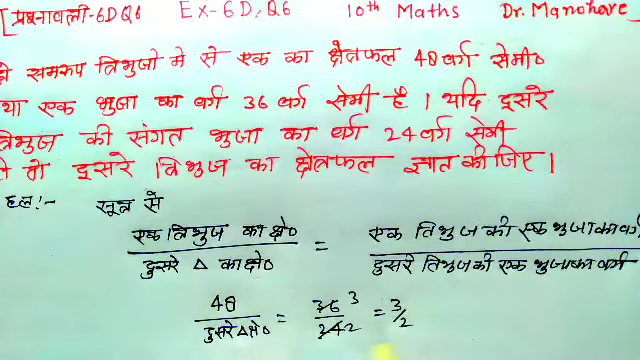 [प्रश्नावली-6D Q6 Ex-6D, Q6 10th Maths Dr. Manohare
समरूप त्रिभुजो मे से एक का क्षेत्रफल 48 वर्ग सेमी०
एक भुजा का वर्ग 36 वर्ग सेमी है । यदि दूसरे
त्रिभुज की संगत भुजा का वर्ग 24 वर्ग सेमी
तो दूसरे त्रिभुज का क्षेत्रफल ज्ञात कीजिए ।
हल :- सूत्र से
एक त्रिभुज का क्षे० / दुसरे △ का क्षे० = एक त्रिभुज की एक भुजा का वर्ग / दुसरे त्रिभुज की एक भुजा का वर्ग
48 / दुसरे △ क्षे० = 36 3 / 24 2 = 3/2